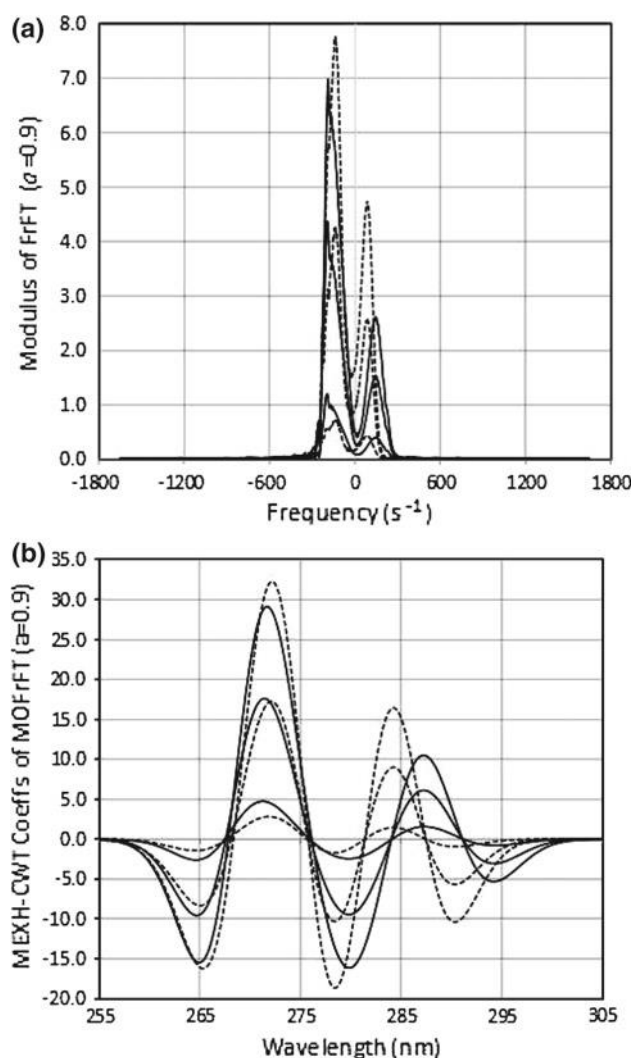 (a)
8.0
7.0
6.0
5.0
4.0
3.0
2.0
1.0
0.0
Modulus of FrFT (a=0.9)
-1800 -1200 -600 0 600 1200 1800
Frequency (s-1)
(b)
35.0
30.0
25.0
20.0
15.0
10.0
5.0
0.0
-5.0
-10.0
-15.0
-20.0
MEXH-CWT Coeffs of MOFrFT (a=0.9)
255 265 275 285 295 305
Wavelength (nm)